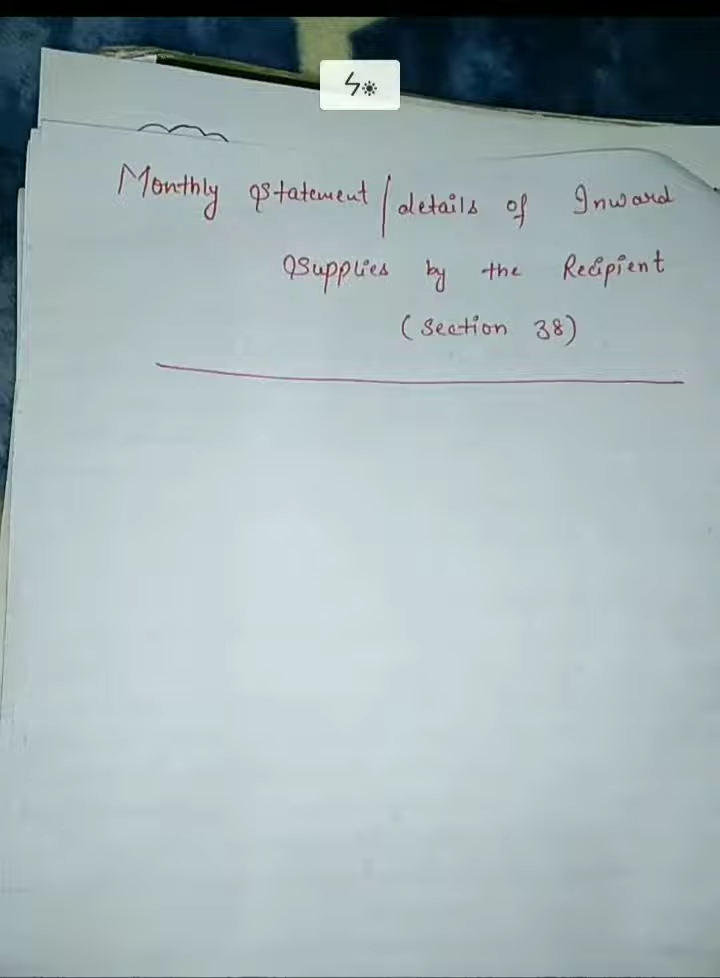 Monthly Statement / details of Inward
Supplies by the Recipient
(Section 38)